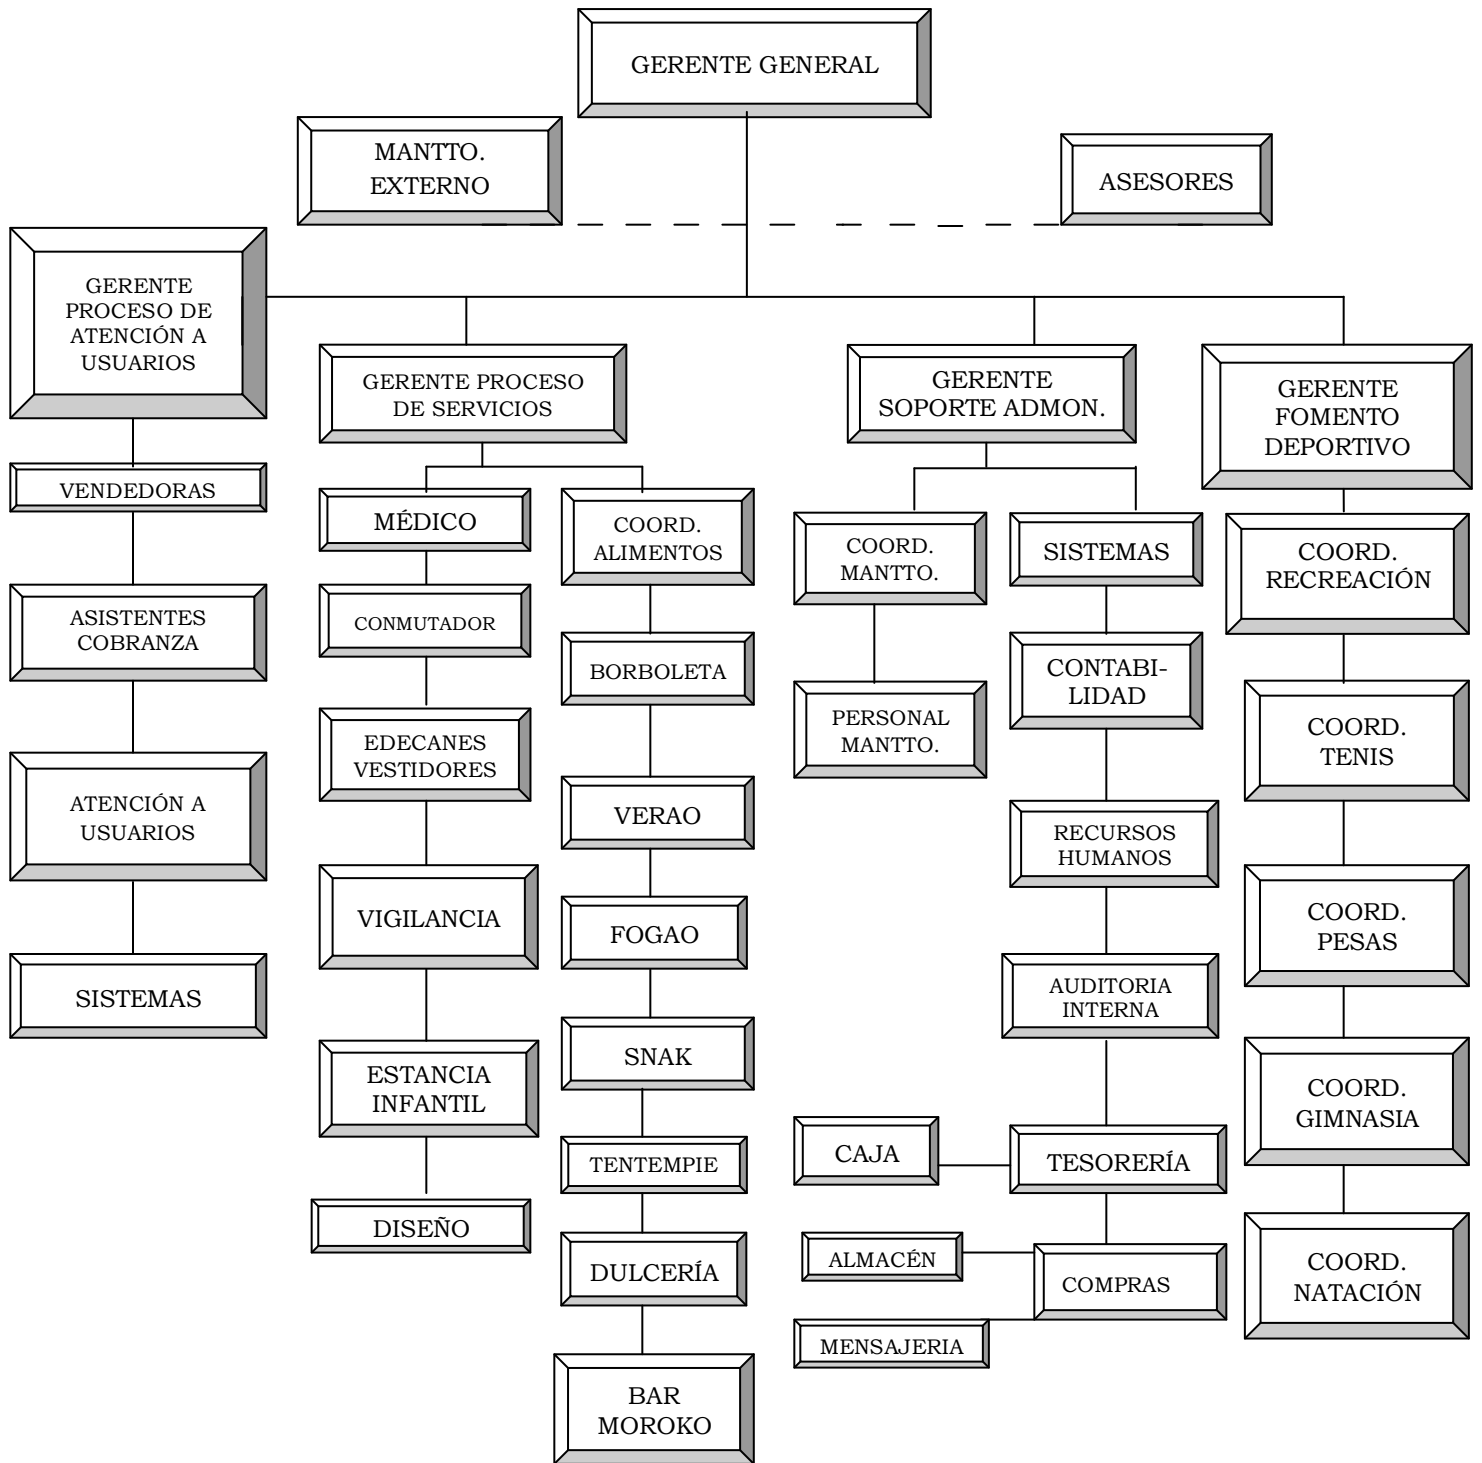 GERENTE GENERAL
MANTTO.
EXTERNO
ASESORES
GERENTE
PROCESO DE
ATENCIÓN A
USUARIOS
GERENTE PROCESO
DE SERVICIOS
GERENTE
SOPORTE ADMON.
GERENTE
FOMENTO
DEPORTIVO
VENDEDORAS
ASISTENTES
COBRANZA
ATENCIÓN A
USUARIOS
SISTEMAS
MÉDICO
CONMUTADOR
EDECANES
VESTIDORES
VIGILANCIA
ESTANCIA
INFANTIL
DISEÑO
COORD.
ALIMENTOS
BORBOLETA
VERAO
FOGAO
SNAK
TENTEMPIE
DULCERÍA
BAR
MOROKO
COORD.
MANTTO.
PERSONAL
MANTTO.
SISTEMAS
CONTABI-
LIDAD
RECURSOS
HUMANOS
AUDITORIA
INTERNA
CAJA
TESORERÍA
ALMACÉN
COMPRAS
MENSAJERIA
COORD.
RECREACIÓN
COORD.
TENIS
COORD.
PESAS
COORD.
GIMNASIA
COORD.
NATACIÓN